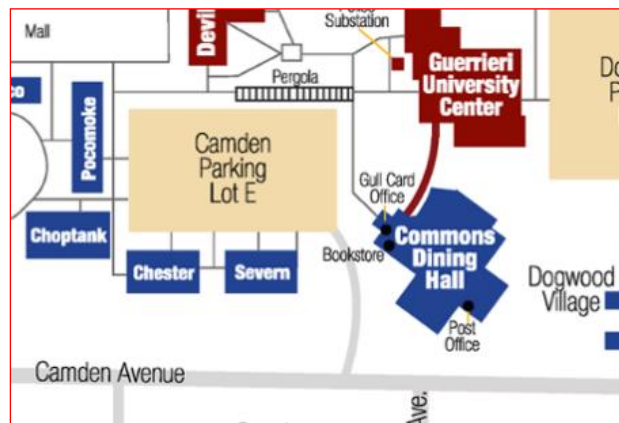 Mall
Devil
Substation
Guerrieri
University
Center
Pergola
Pocomoke
Camden
Parking
Lot E
Gull Card
Office
Choptank
Commons
Dining
Hall
Bookstore
Chester
Severn
Dogwood
Village
Post
Office
Camden Avenue
Ave.